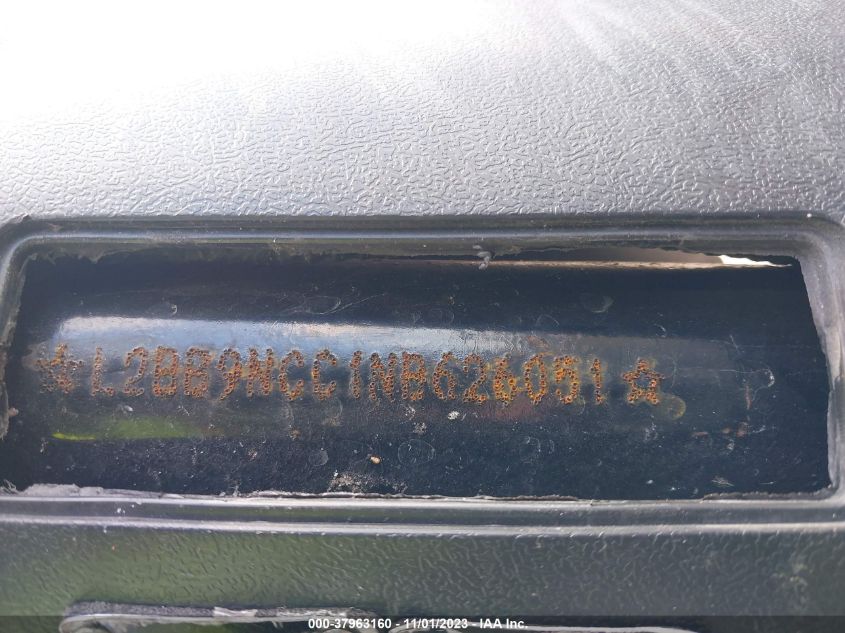 ☆L2BB9NCC1NB626051☆
000-37963160 - 11/01/2023 - IAA Inc.